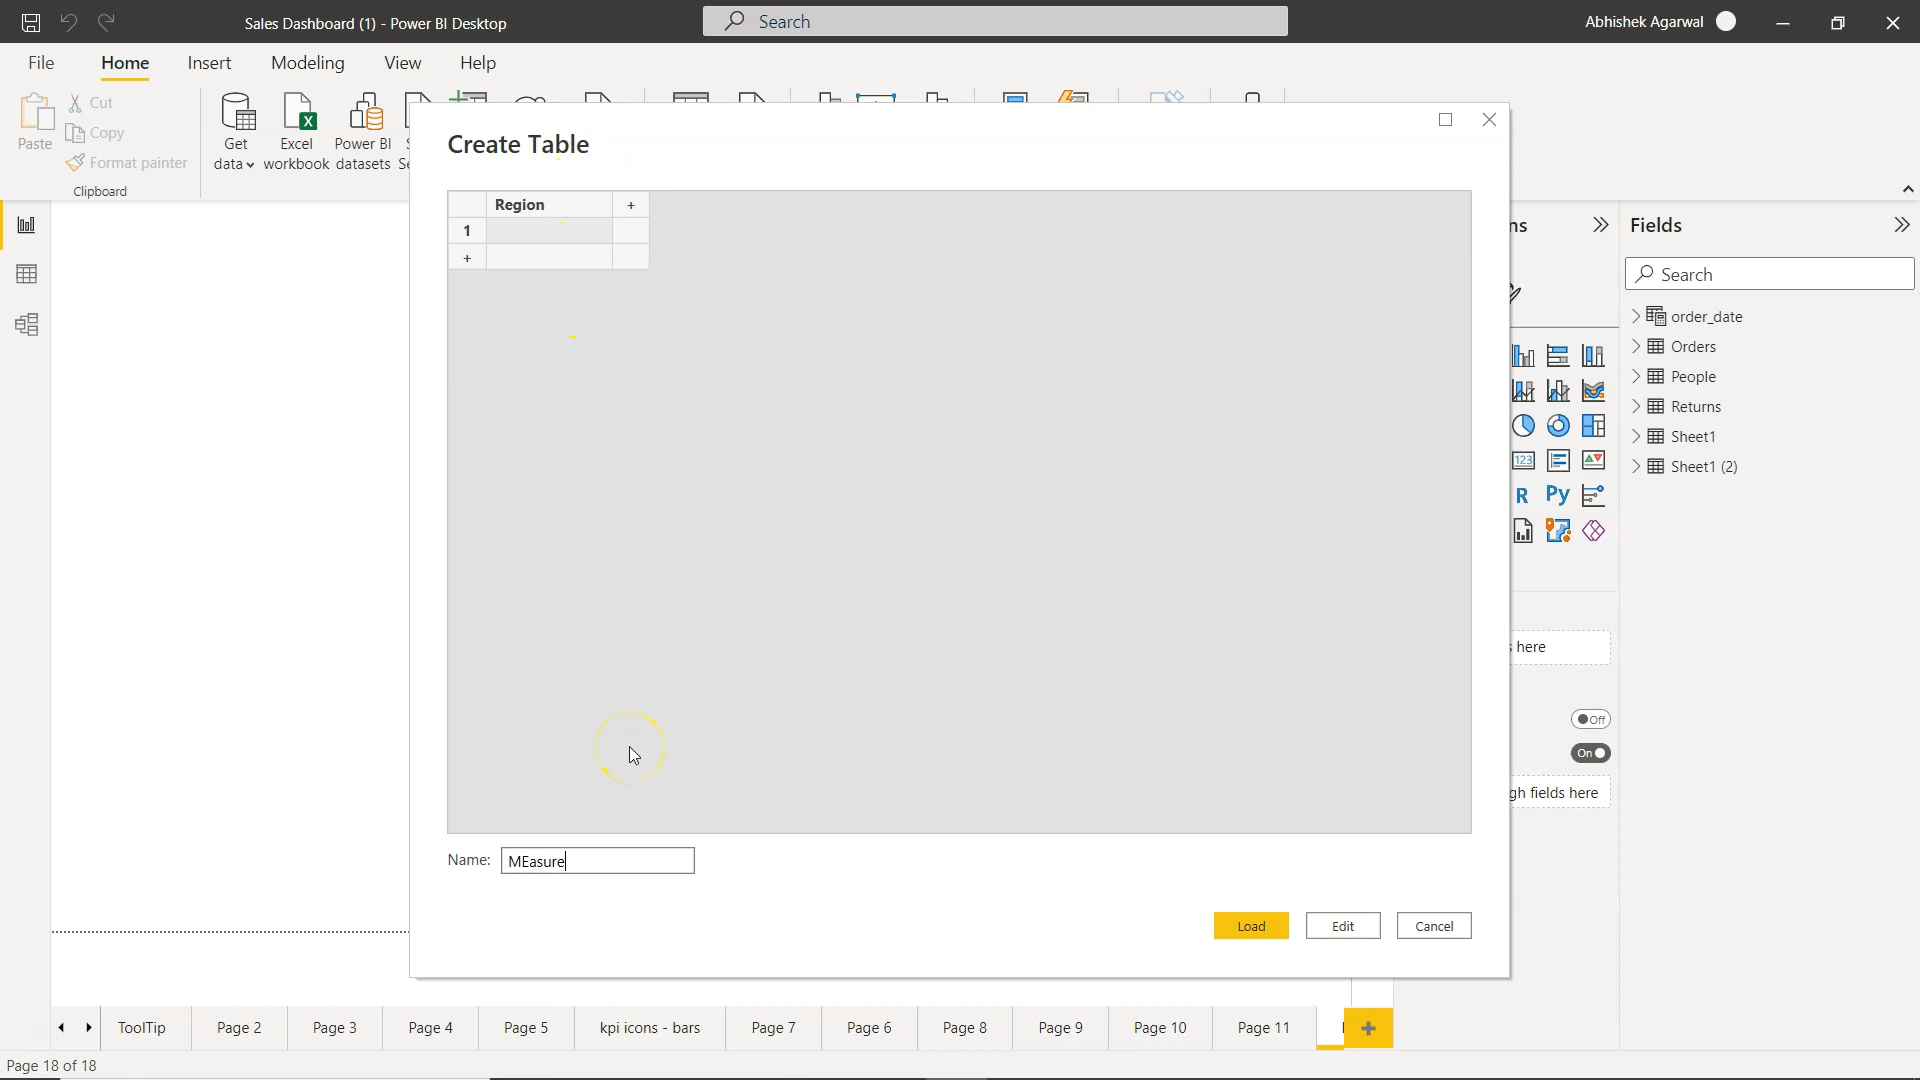 Sales Dashboard (1) - Power BI Desktop
Search
Abhishek Agarwal
File
Home
Insert
Modeling
View
Help
Paste
Cut
Copy
Format painter
Clipboard
Get
data
Excel
workbook
Power BI
datasets
Create Table
Region
+
1
+
ns
Fields
Search
order_date
Orders
People
Returns
Sheet1
Sheet1 (2)
123
R
Py
here
Off
On
gh fields here
Name:
MEasure
Load
Edit
Cancel
ToolTip
Page 2
Page 3
Page 4
Page 5
kpi icons - bars
Page 7
Page 6
Page 8
Page 9
Page 10
Page 11
+
Page 18 of 18